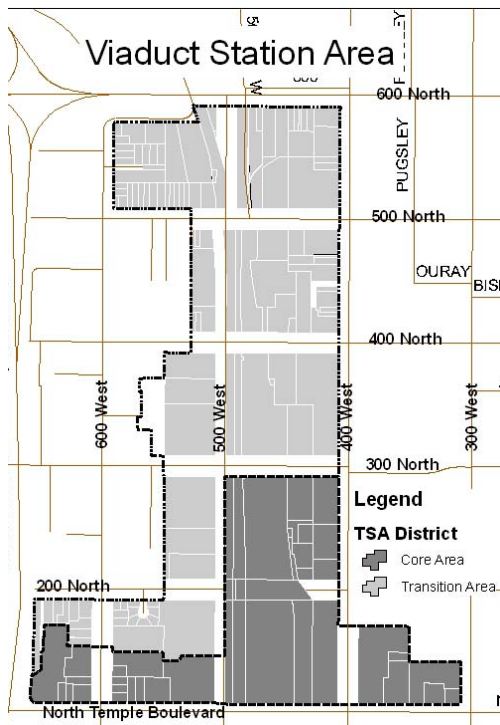 Viaduct Station Area
600 North
PUGSLEY
500 North
OURAY
400 North
600 West
500 West
400 West
300 West
300 North
Legend
TSA District
Core Area
Transition Area
200 North
North Temple Boulevard